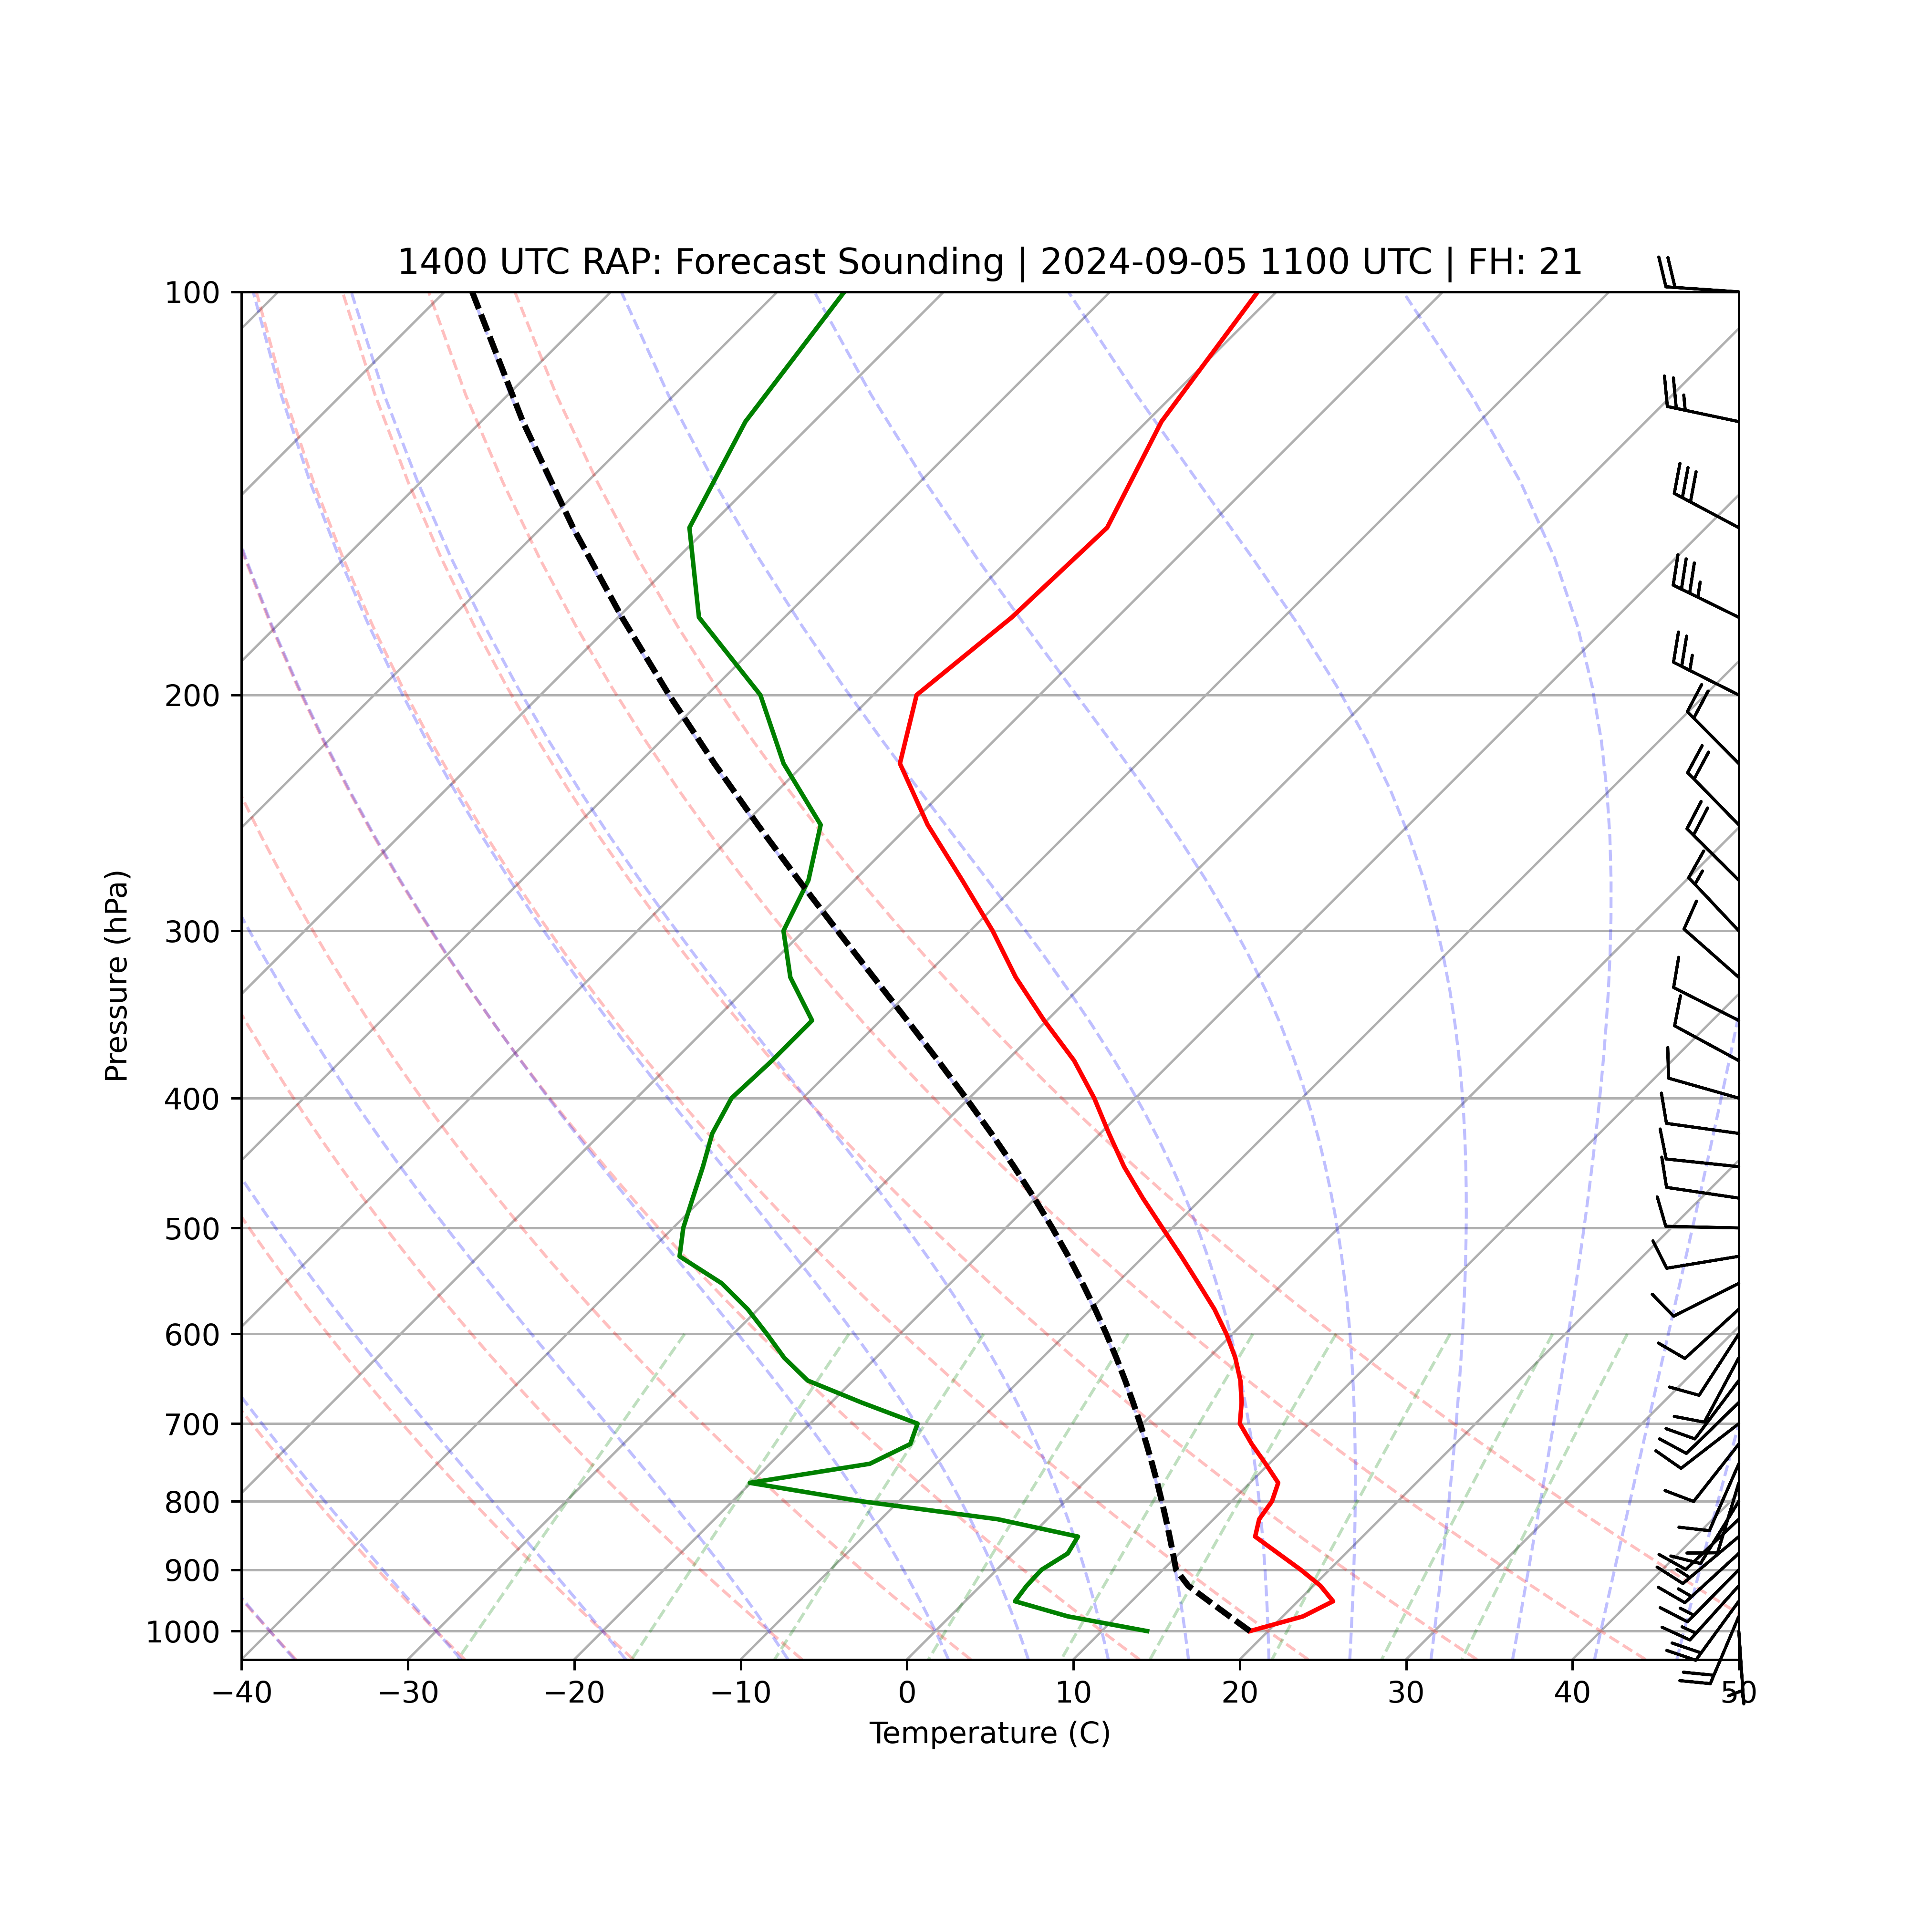 1400 UTC RAP: Forecast Sounding | 2024-09-05 1100 UTC | FH: 21
100
200
300
400
500
600
700
800
900
1000
Pressure (hPa)
−40 −30 −20 −10 0 10 20 30 40 50
Temperature (C)